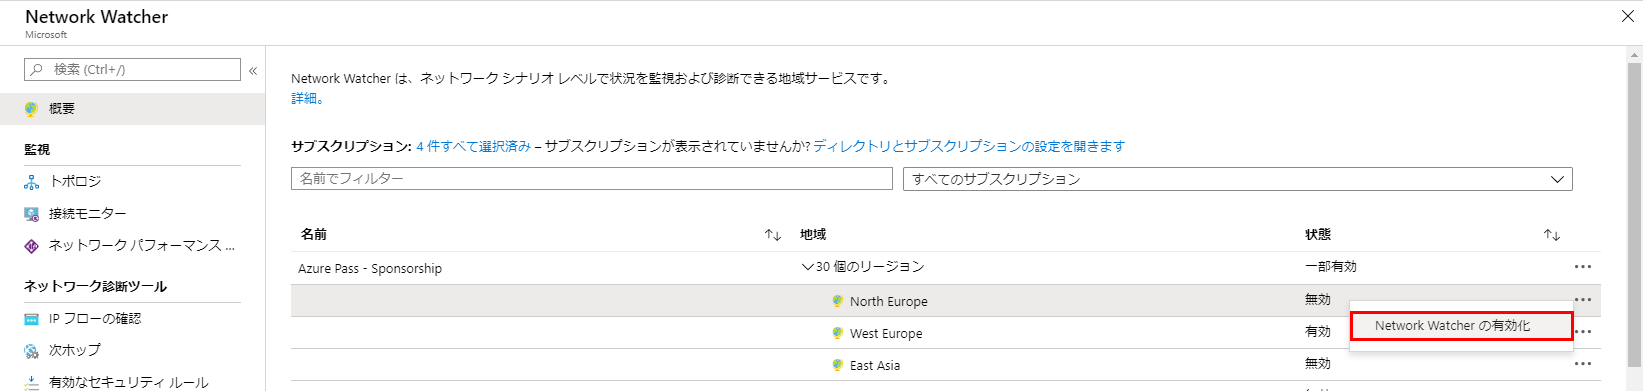 Network Watcher
Microsoft
検索 (Ctrl+/)
概要
監視
トポロジ
接続モニター
ネットワーク パフォーマンス ...
ネットワーク診断ツール
IP フローの確認
次ホップ
有効なセキュリティ ルール
Network Watcher は、ネットワーク シナリオ レベルで状況を監視および診断できる地域サービスです。
詳細。
サブスクリプション: 4 件すべて選択済み – サブスクリプションが表示されていませんか? ディレクトリとサブスクリプションの設定を開きます
名前でフィルター
すべてのサブスクリプション
名前 地域 状態
Azure Pass - Sponsorship 30 個のリージョン 一部有効
North Europe 無効
Network Watcher の有効化
West Europe 有効
East Asia 無効